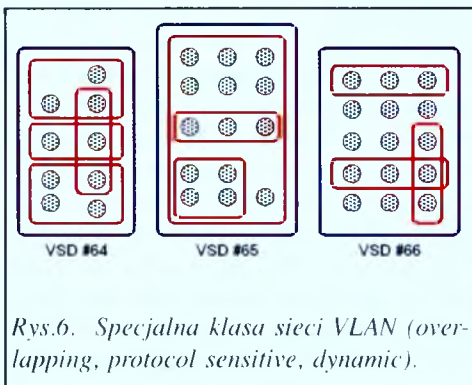 VSD #64 VSD #65 VSD #66
Rys.6. Specjalna klasa sieci VLAN (over-
lapping, protocol sensitive, dynamic).